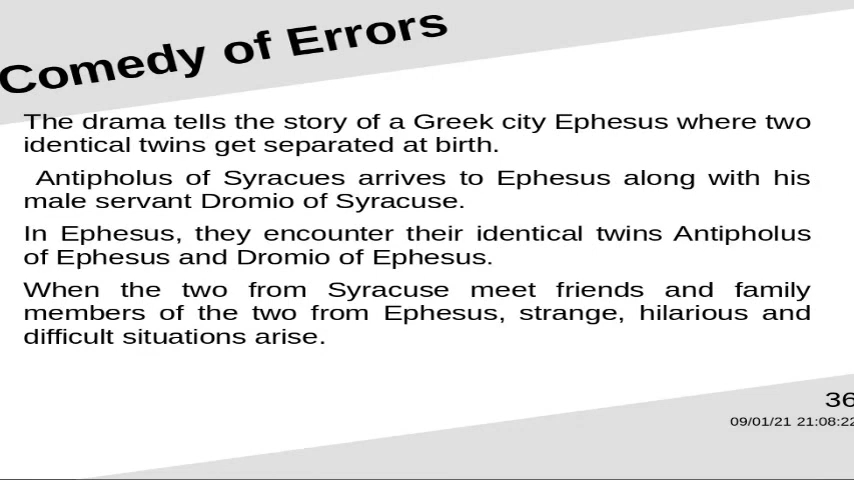 Comedy of Errors
The drama tells the story of a Greek city Ephesus where two
identical twins get separated at birth.
Antipholus of Syracues arrives to Ephesus along with his
male servant Dromio of Syracuse.
In Ephesus, they encounter their identical twins Antipholus
of Ephesus and Dromio of Ephesus.
When the two from Syracuse meet friends and family
members of the two from Ephesus, strange, hilarious and
difficult situations arise.
36
09/01/21 21:08:22